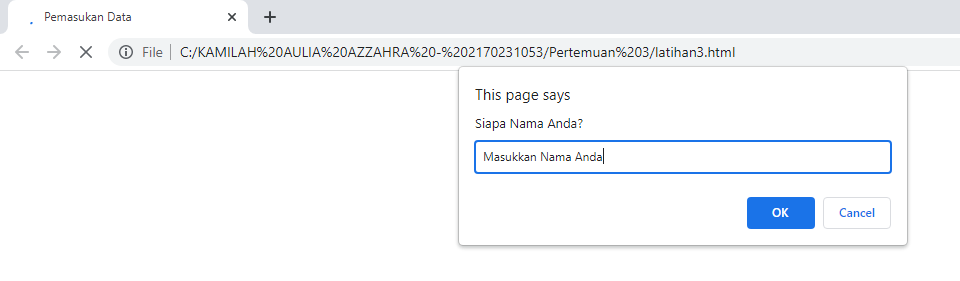 Pemasukan Data
File
C:/KAMILAH%20AULIA%20AZZAHRA%20-%202170231053/Pertemuan%203/latihan3.html
This page says
Siapa Nama Anda?
Masukkan Nama Anda
OK
Cancel